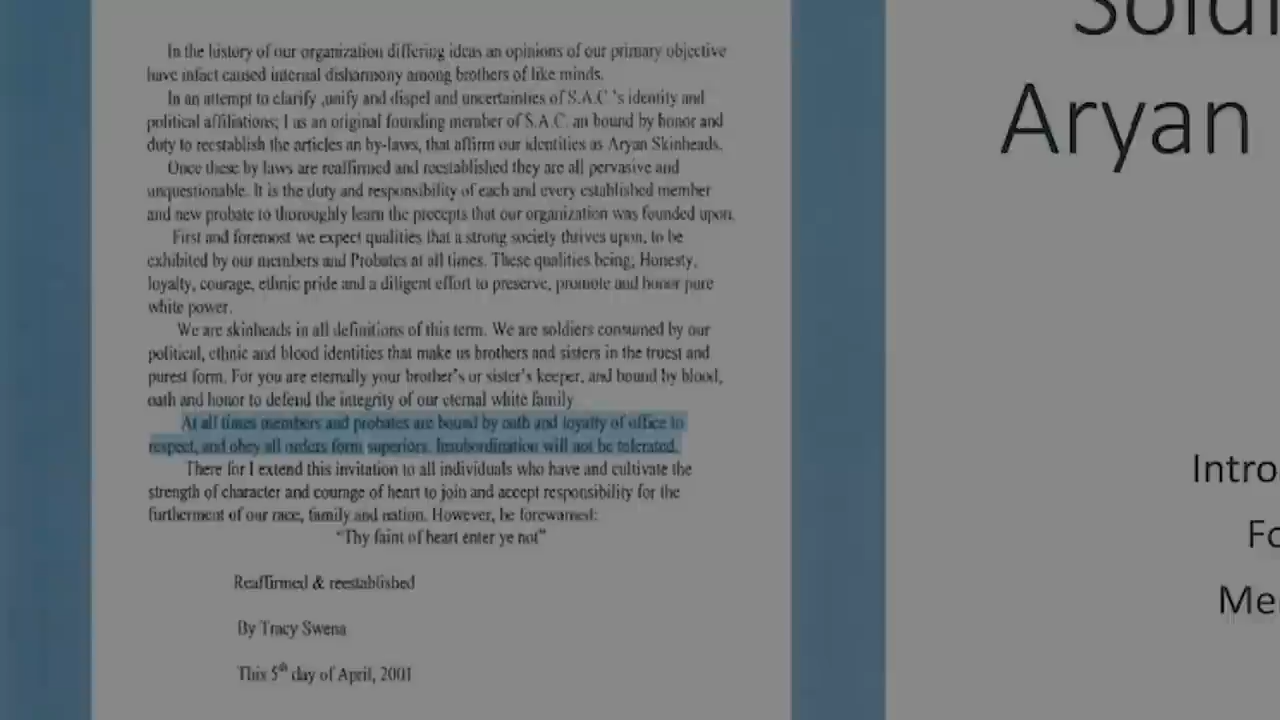 In the history of our organization differing ideas an opinions of our primary objective
have infact caused internal disharmony among brothers of like minds.
In an attempt to clarify ,unify and dispel and uncertainties of S.A.C.'s identity and
political affiliations; I as an original founding member of S.A.C. an bound by honor and
duty to reestablish the articles an by-laws, that affirm our identities as Aryan Skinheads.
Once these by laws are reaffirmed and reestablished they are all pervasive and
unquestionable. It is the duty and responsibility of each and every established member
and new probate to thoroughly learn the precepts that our organization was founded upon.
First and foremost we expect qualities that a strong society thrives upon, to be
exhibited by our members and Probates at all times. These qualities being, Honesty,
loyalty, courage, ethnic pride and a diligent effort to preserve, promote and honor pure
white power.
We are skinheads in all definitions of this term. We are soldiers consumed by our
political, ethnic and blood identities that make us brothers and sisters in the truest and
purest form. For you are eternally your brother's or sister's keeper, and bound by blood,
oath and honor to defend the integrity of our eternal white family
At all times members and probates are bound by oath and loyalty of office to
respect, and obey all orders form superiors. Insubordination will not be tolerated.
There for I extend this invitation to all individuals who have and cultivate the
strength of character and courage of heart to join and accept responsibility for the
furtherment of our race, family and nation. However, be forewarned:
"Thy faint of heart enter ye not"
Reaffirmed & reestablished
By Tracy Swena
This 5th day of April, 2001
Soldi
Aryan
Intro
Fo
Me